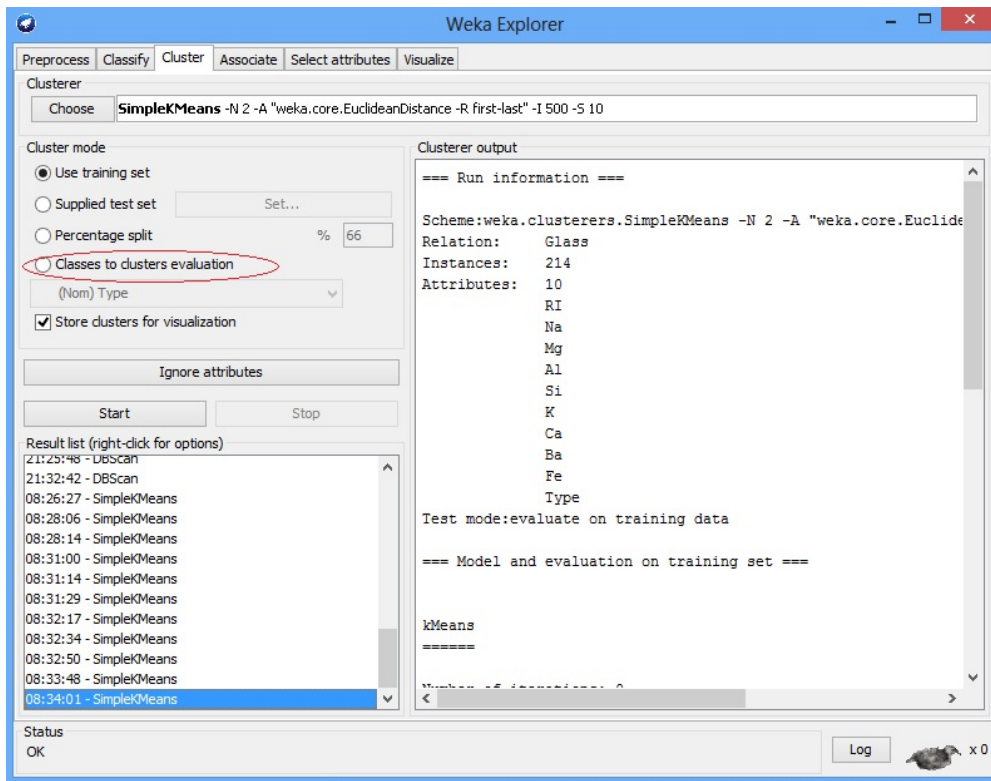 Weka Explorer
Preprocess Classify Cluster Associate Select attributes Visualize
Clusterer
Choose SimpleKMeans -N 2 -A "weka.core.EuclideanDistance -R first-last" -I 500 -S 10
Cluster mode
Use training set
Supplied test set Set...
Percentage split % 66
Classes to clusters evaluation
(Nom) Type
Store clusters for visualization
Ignore attributes
Start Stop
Result list (right-click for options)
21:25:48 - DBScan
21:32:42 - DBScan
08:26:27 - SimpleKMeans
08:28:06 - SimpleKMeans
08:28:14 - SimpleKMeans
08:31:00 - SimpleKMeans
08:31:14 - SimpleKMeans
08:31:29 - SimpleKMeans
08:32:17 - SimpleKMeans
08:32:34 - SimpleKMeans
08:32:50 - SimpleKMeans
08:33:48 - SimpleKMeans
08:34:01 - SimpleKMeans
Clusterer output
=== Run information ===
Scheme:weka.clusterers.SimpleKMeans -N 2 -A "weka.core.Euclide
Relation: Glass
Instances: 214
Attributes: 10
RI
Na
Mg
Al
Si
K
Ca
Ba
Fe
Type
Test mode:evaluate on training data
=== Model and evaluation on training set ===
kMeans
======
Number of iterations:
Status
OK
Log x 0